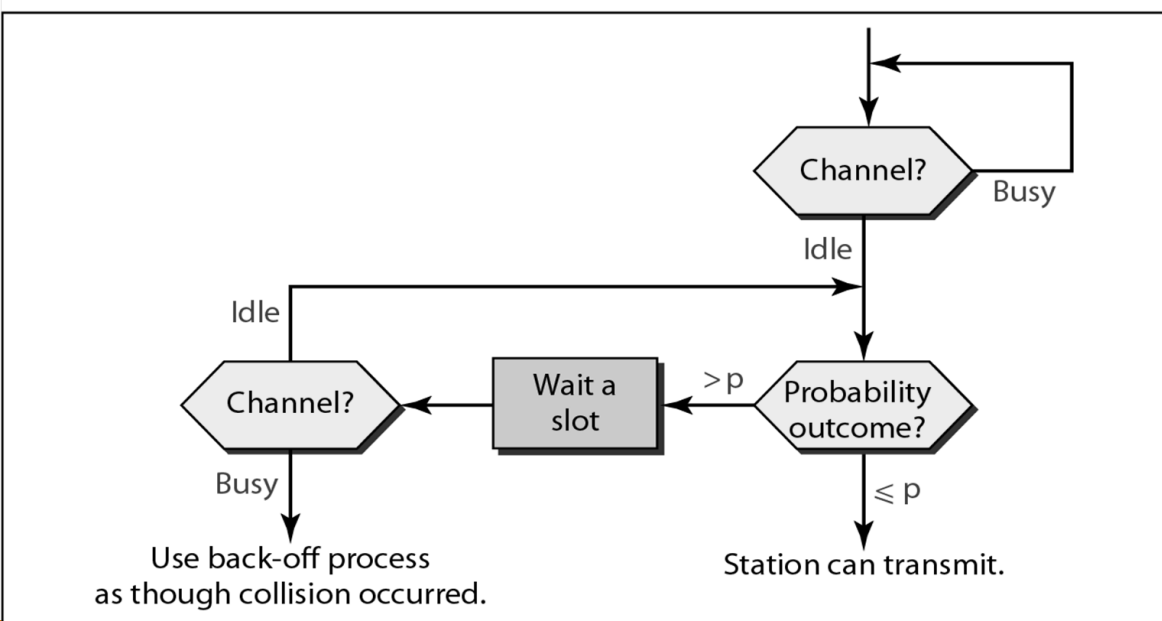 Channel?
Busy
Idle
Idle
Channel?
Wait a
slot
>p
Probability
outcome?
Busy
⩽ p
Use back-off process
as though collision occurred.
Station can transmit.